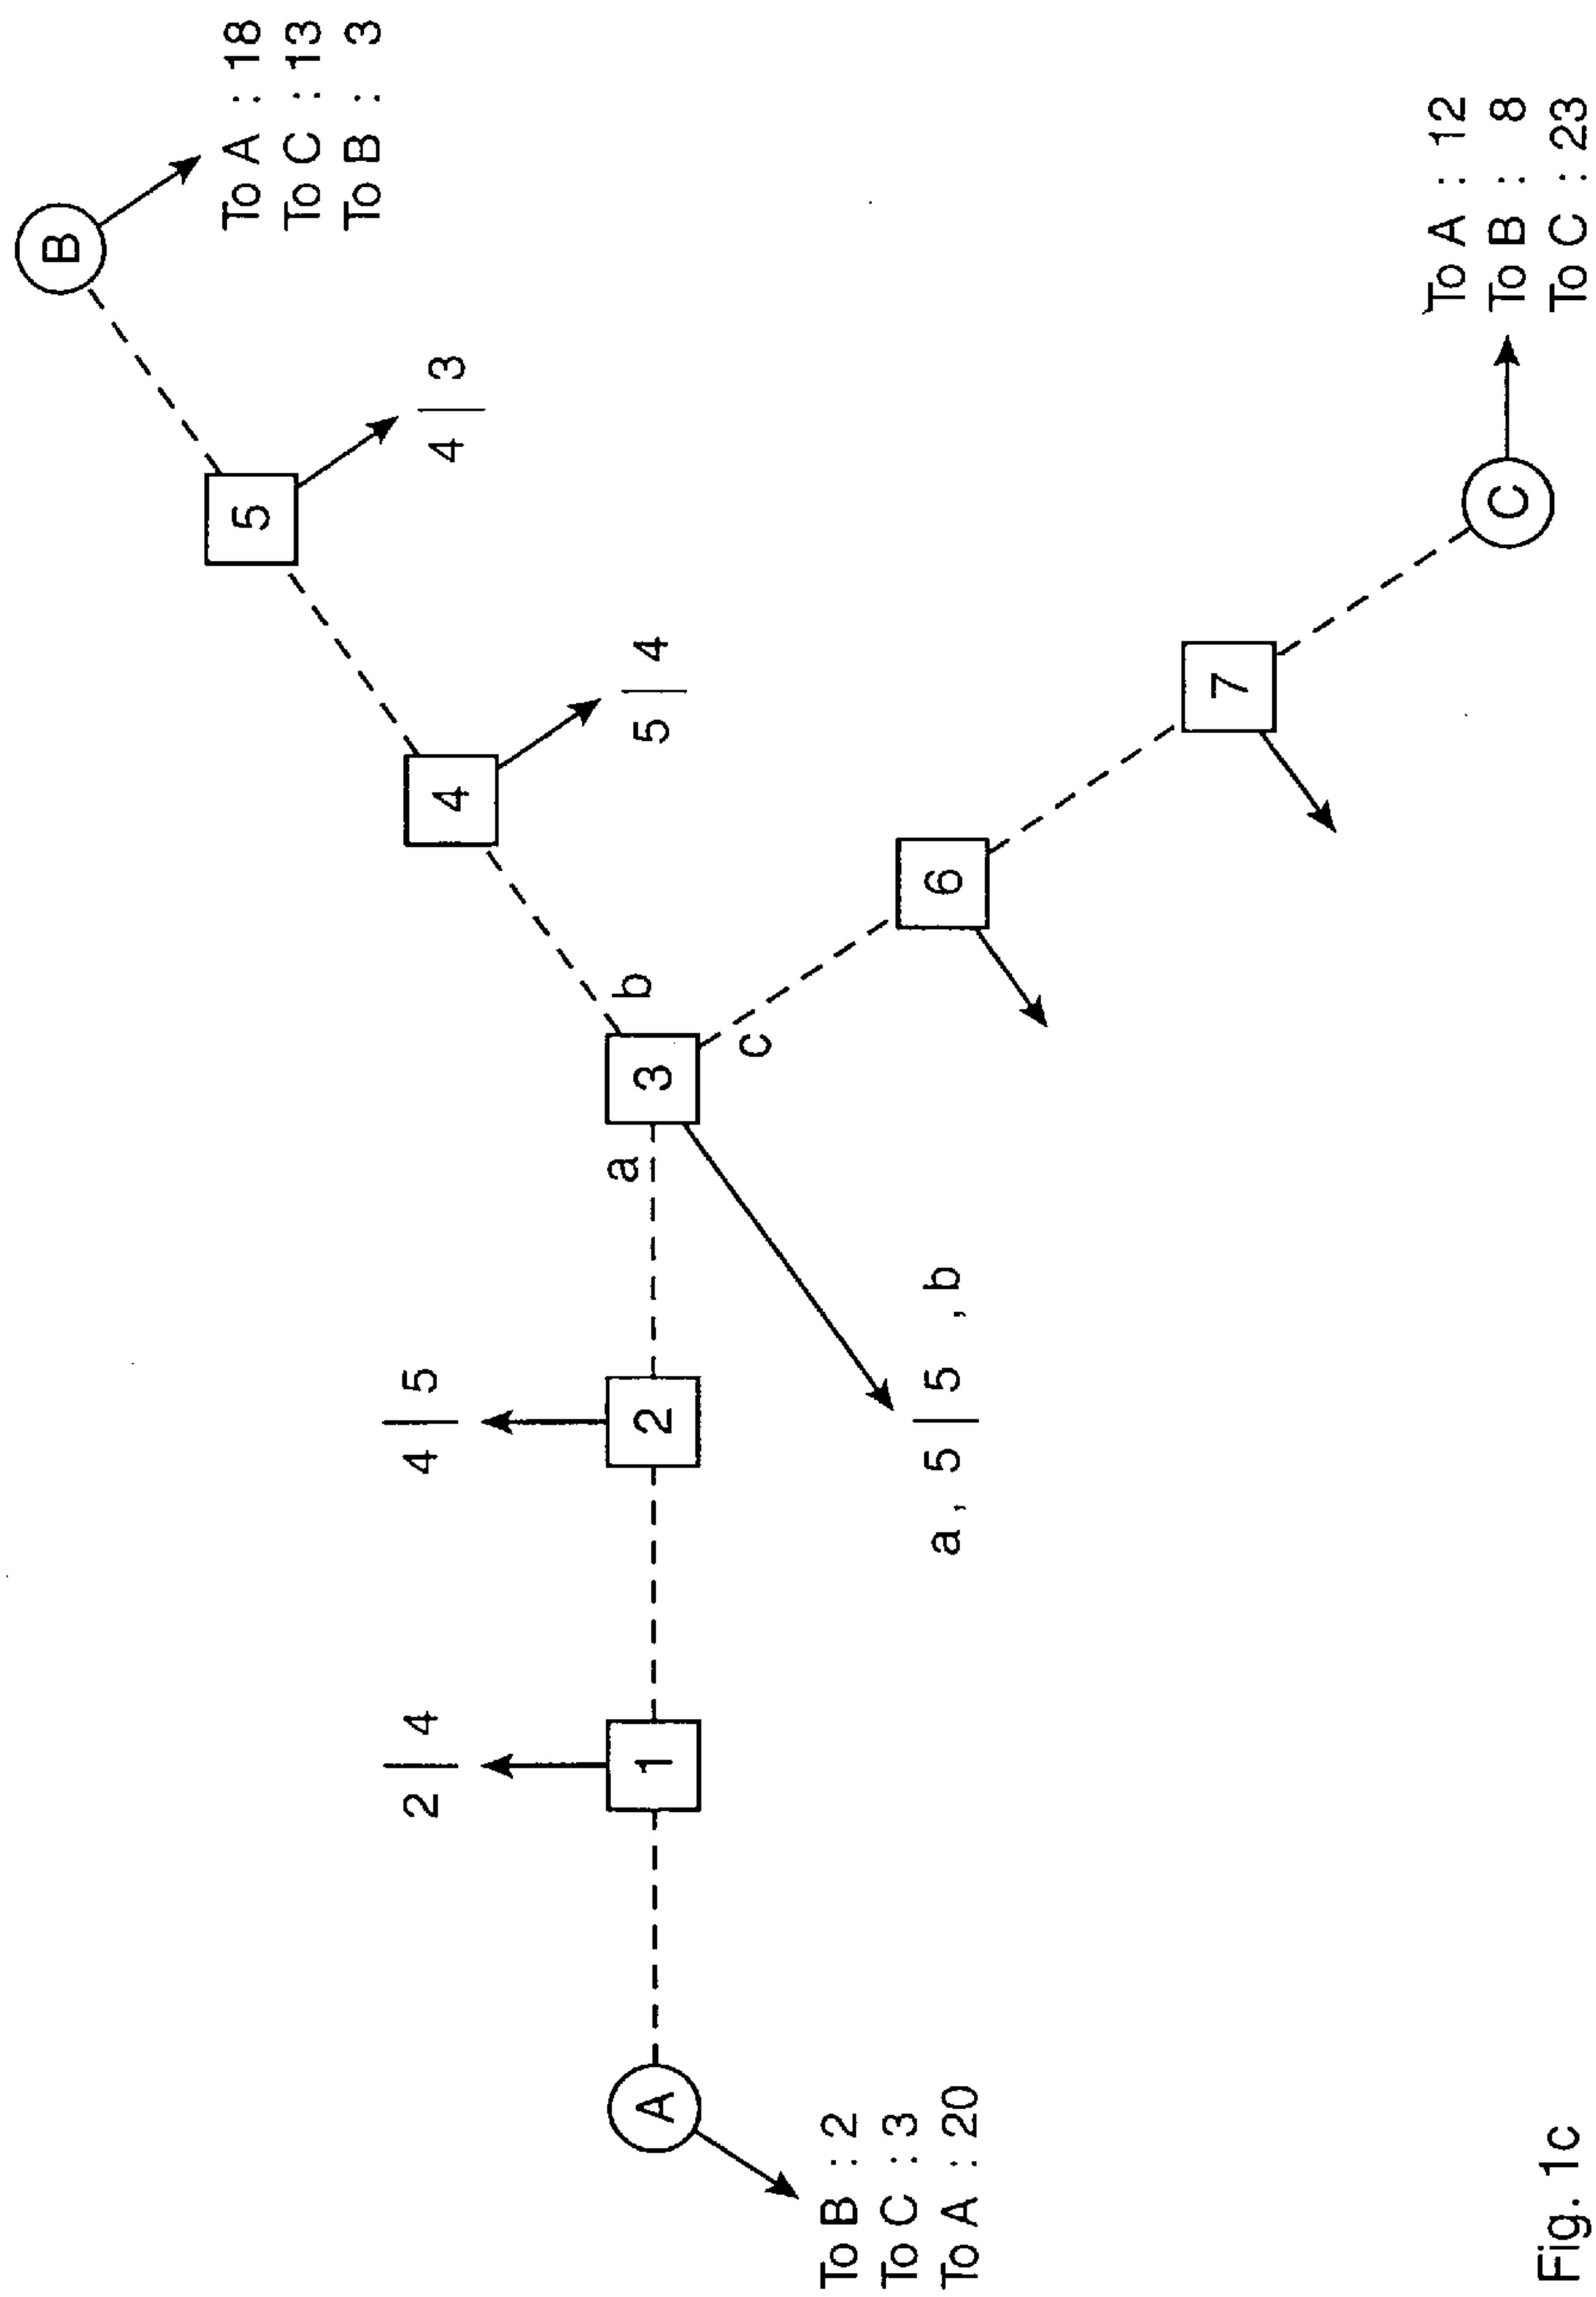 B
To A : 18
To C : 13
To B : 3
5
4 | 3
4
5 | 4
2 | 4
4 | 5
A
1
2
a
3
b
c
6
7
C
To B : 2
To C : 3
To A : 20
a, 5 | 5 , b
To A : 12
To B : 8
To C : 23
Fig. 1c